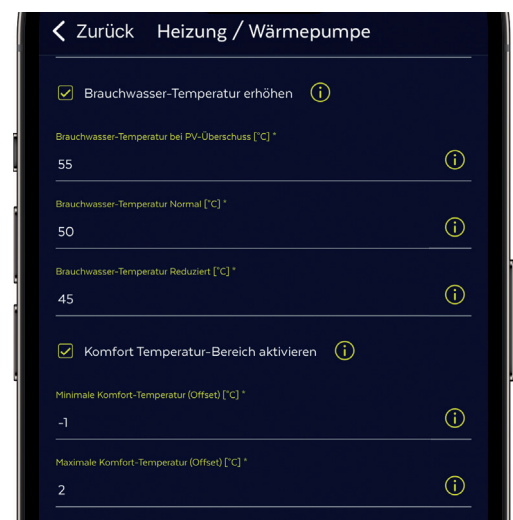 Zurück Heizung / Wärmepumpe
Brauchwasser-Temperatur erhöhen
Brauchwasser-Temperatur bei PV-Überschuss [°C] *
55
Brauchwasser-Temperatur Normal [°C] *
50
Brauchwasser-Temperatur Reduziert [°C] *
45
Komfort Temperatur-Bereich aktivieren
Minimale Komfort-Temperatur (Offset) [°C] *
-1
Maximale Komfort-Temperatur (Offset) [°C] *
2